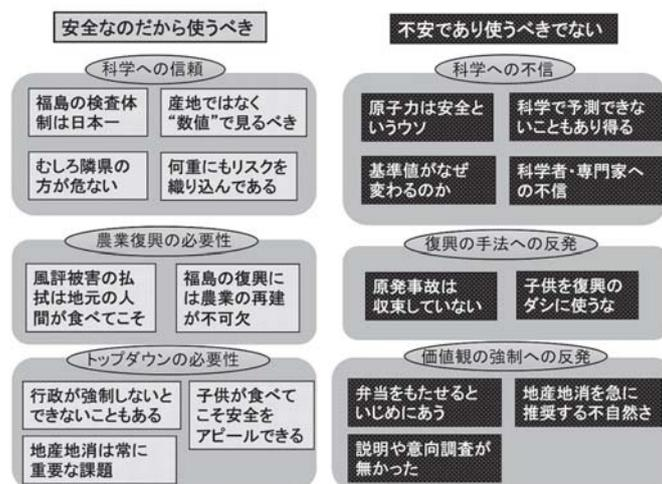 安全なのだから使うべき
科学への信頼
福島の検査体
制は日本一
産地ではなく
“数値”で見るべき
むしろ隣県の
方が危ない
何重にもリスクを
織り込んである
農業復興の必要性
風評被害の払
拭は地元の人
間が食べてこそ
福島の復興に
は農業の再建
が不可欠
トップダウンの必要性
行政が強制しないと
できないこともある
子供が食べて
こそ安全を
アピールできる
地産地消は常に
重要な課題
不安であり使うべきでない
科学への不信
原子力は安全と
いうウソ
科学で予測できな
いこともあり得る
基準値がなぜ
変わるのか
科学者・専門家へ
の不信
復興の手法への反発
原発事故は
収束していない
子供を復興の
ダシに使うな
価値観の強制への反発
弁当をもたせると
いじめにあう
地産地消を急に
推奨する不自然さ
説明や意向調査が
無かった